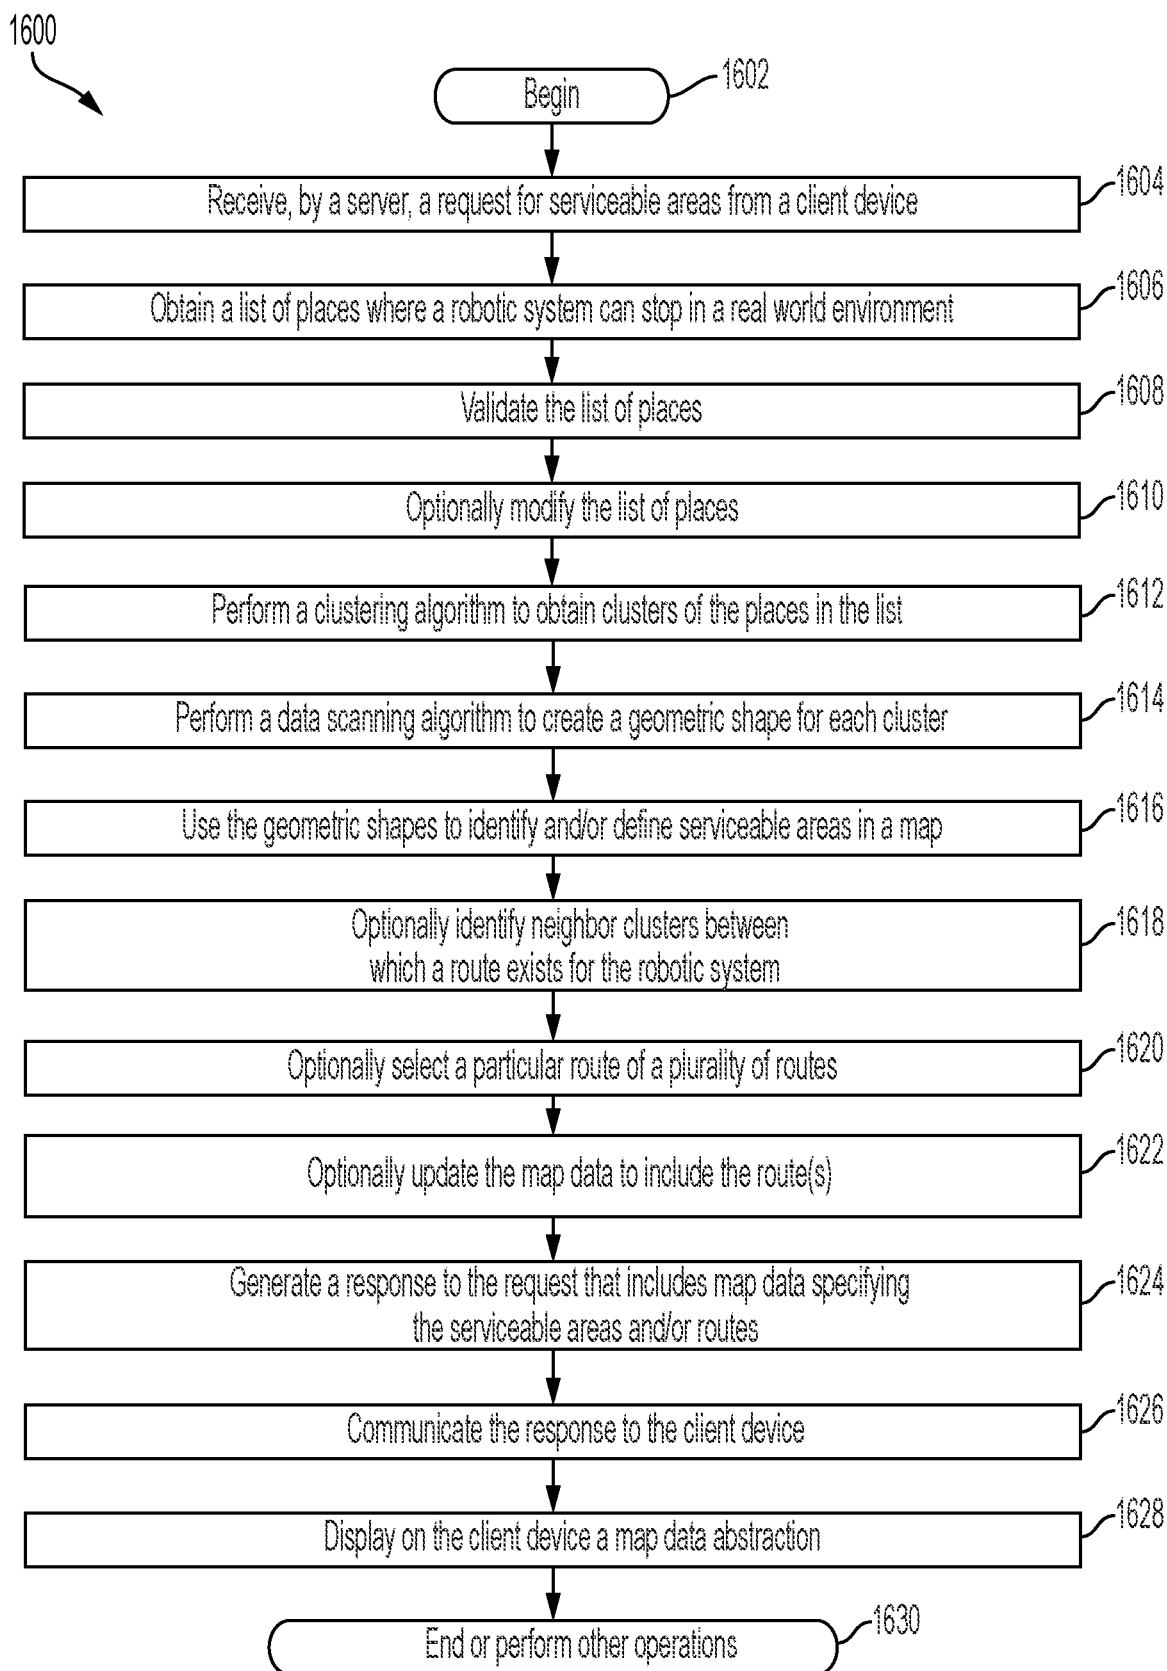 1600
Begin
1602
Receive, by a server, a request for serviceable areas from a client device
1604
Obtain a list of places where a robotic system can stop in a real world environment
1606
Validate the list of places
1608
Optionally modify the list of places
1610
Perform a clustering algorithm to obtain clusters of the places in the list
1612
Perform a data scanning algorithm to create a geometric shape for each cluster
1614
Use the geometric shapes to identify and/or define serviceable areas in a map
1616
Optionally identify neighbor clusters between
which a route exists for the robotic system
1618
Optionally select a particular route of a plurality of routes
1620
Optionally update the map data to include the route(s)
1622
Generate a response to the request that includes map data specifying
the serviceable areas and/or routes
1624
Communicate the response to the client device
1626
Display on the client device a map data abstraction
1628
End or perform other operations
1630